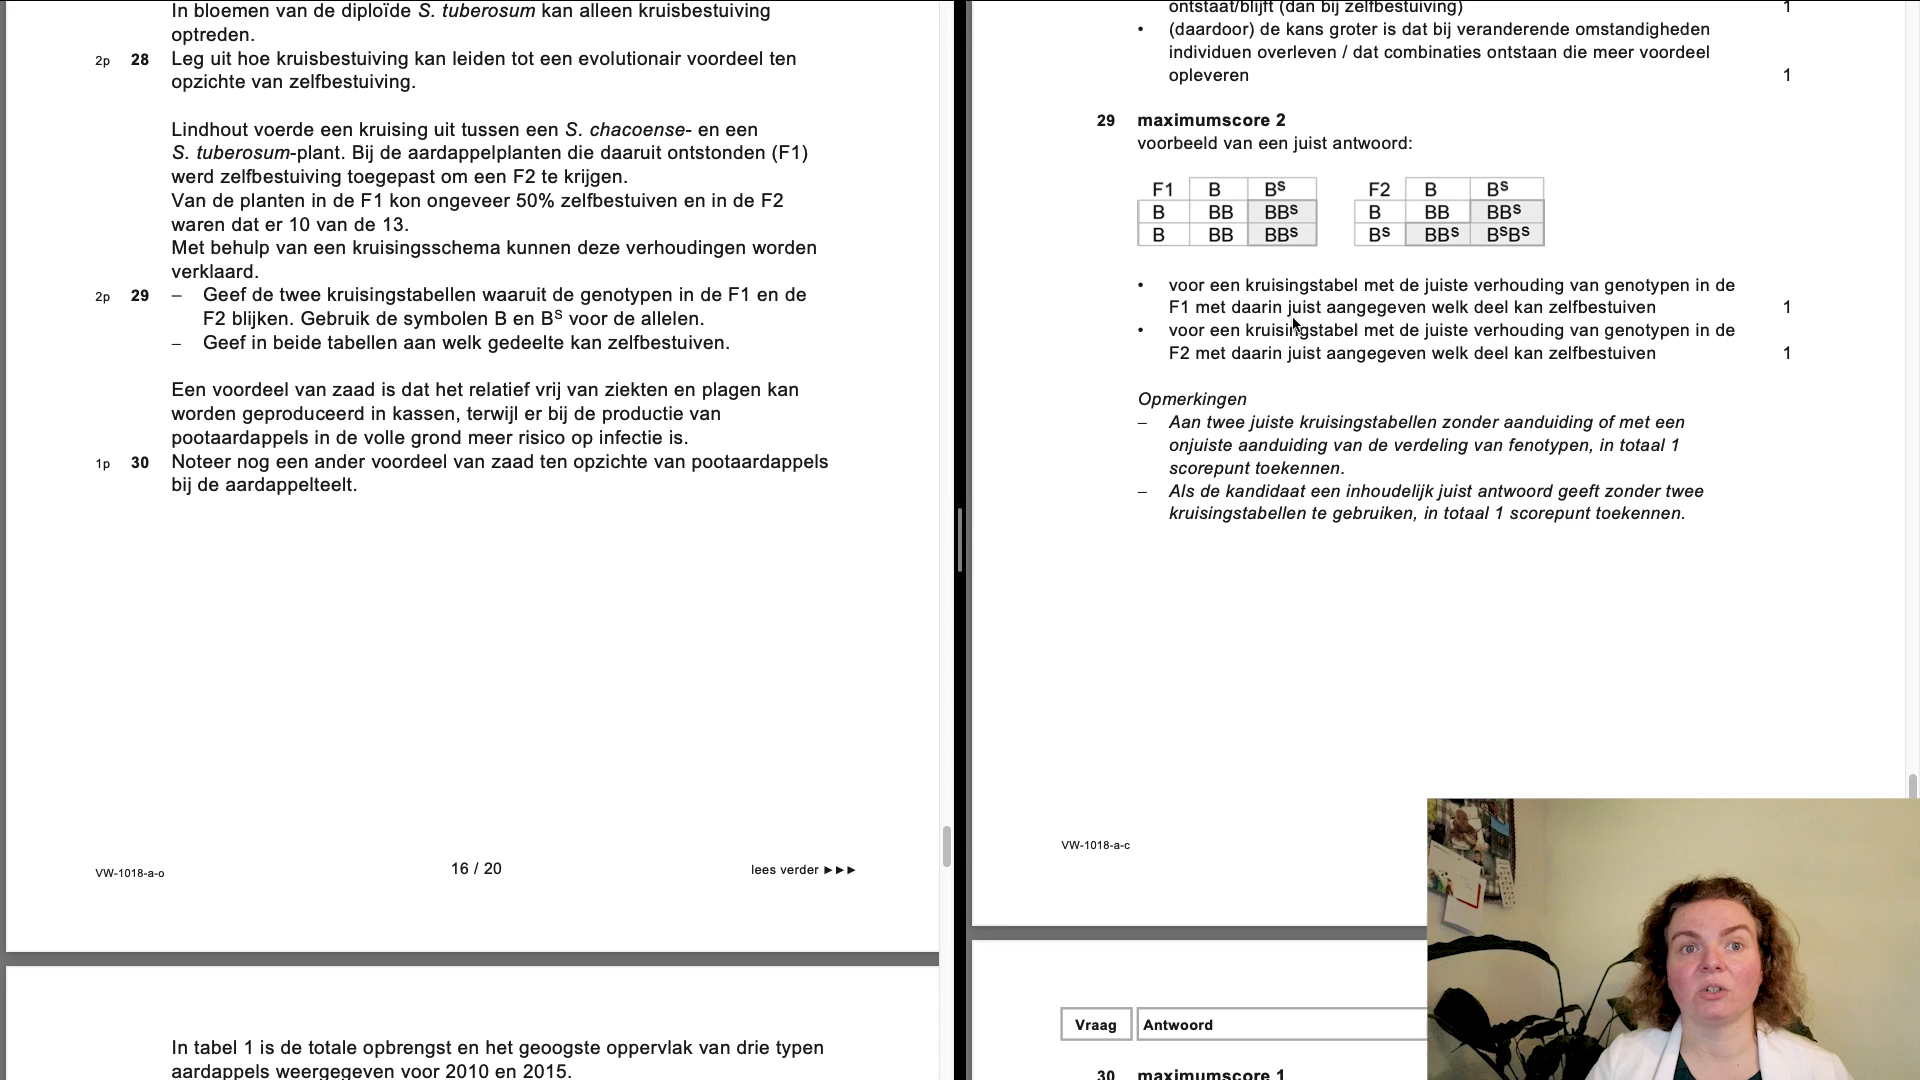 In bloemen van de diploïde S. tuberosum kan alleen kruisbestuiving
optreden.
2p 28 Leg uit hoe kruisbestuiving kan leiden tot een evolutionair voordeel ten
opzichte van zelfbestuiving.
Lindhout voerde een kruising uit tussen een S. chacoense- en een
S. tuberosum-plant. Bij de aardappelplanten die daaruit ontstonden (F1)
werd zelfbestuiving toegepast om een F2 te krijgen.
Van de planten in de F1 kon ongeveer 50% zelfbestuiven en in de F2
waren dat er 10 van de 13.
Met behulp van een kruisingsschema kunnen deze verhoudingen worden
verklaard.
2p 29 – Geef de twee kruisingstabellen waaruit de genotypen in de F1 en de
F2 blijken. Gebruik de symbolen B en Bˢ voor de allelen.
– Geef in beide tabellen aan welk gedeelte kan zelfbestuiven.
Een voordeel van zaad is dat het relatief vrij van ziekten en plagen kan
worden geproduceerd in kassen, terwijl er bij de productie van
pootaardappels in de volle grond meer risico op infectie is.
1p 30 Noteer nog een ander voordeel van zaad ten opzichte van pootaardappels
bij de aardappelteelt.
VW-1018-a-o 16 / 20 lees verder ►►►
In tabel 1 is de totale opbrengst en het geoogste oppervlak van drie typen
aardappels weergegeven voor 2010 en 2015.
ontstaat/blijft (dan bij zelfbestuiving) 1
• (daardoor) de kans groter is dat bij veranderende omstandigheden
individuen overleven / dat combinaties ontstaan die meer voordeel
opleveren 1
29 maximumscore 2
voorbeeld van een juist antwoord:
F1 B Bˢ F2 B Bˢ
B BB BBˢ B BB BBˢ
B BB BBˢ Bˢ BBˢ BˢBˢ
• voor een kruisingstabel met de juiste verhouding van genotypen in de
F1 met daarin juist aangegeven welk deel kan zelfbestuiven 1
• voor een kruisingstabel met de juiste verhouding van genotypen in de
F2 met daarin juist aangegeven welk deel kan zelfbestuiven 1
Opmerkingen
– Aan twee juiste kruisingstabellen zonder aanduiding of met een
onjuiste aanduiding van de verdeling van fenotypen, in totaal 1
scorepunt toekennen.
– Als de kandidaat een inhoudelijk juist antwoord geeft zonder twee
kruisingstabellen te gebruiken, in totaal 1 scorepunt toekennen.
VW-1018-a-c
Vraag Antwoord
30 maximumscore 1